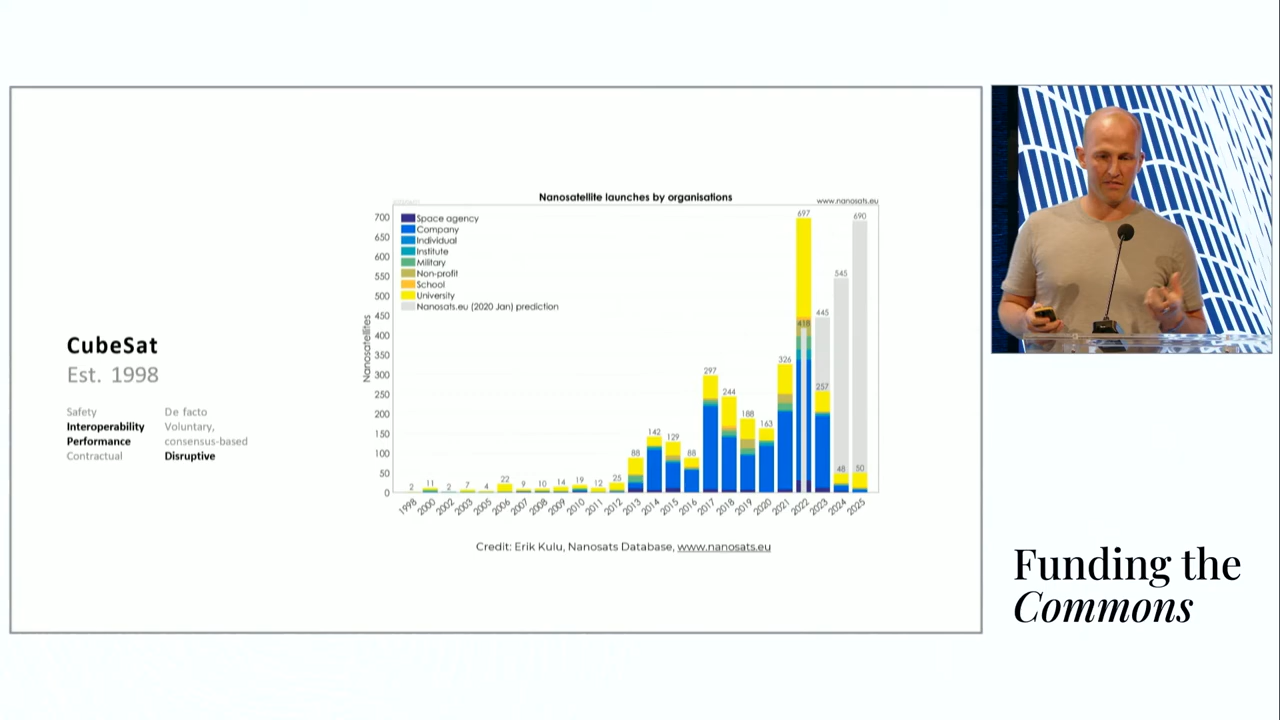 CubeSat
Est. 1998
Safety
Interoperability
Performance
Contractual
De facto
Voluntary,
consensus-based
Disruptive
Nanosatellite launches by organisations
www.nanosats.eu
Space agency
Company
Individual
Institute
Military
Non-profit
School
University
Nanosats.eu (2020 Jan) prediction
Nanosatellites
700
650
600
550
500
450
400
350
300
250
200
150
100
50
0
2
11
2
7
4
22
9
10
14
19
12
25
88
142
129
88
297
244
188
163
326
697
418
445
257
545
48
690
50
1998
2000
2002
2003
2005
2006
2007
2008
2009
2010
2011
2012
2013
2014
2015
2016
2017
2018
2019
2020
2021
2022
2023
2024
2025
Credit: Erik Kulu, Nanosats Database, www.nanosats.eu
Funding the
Commons